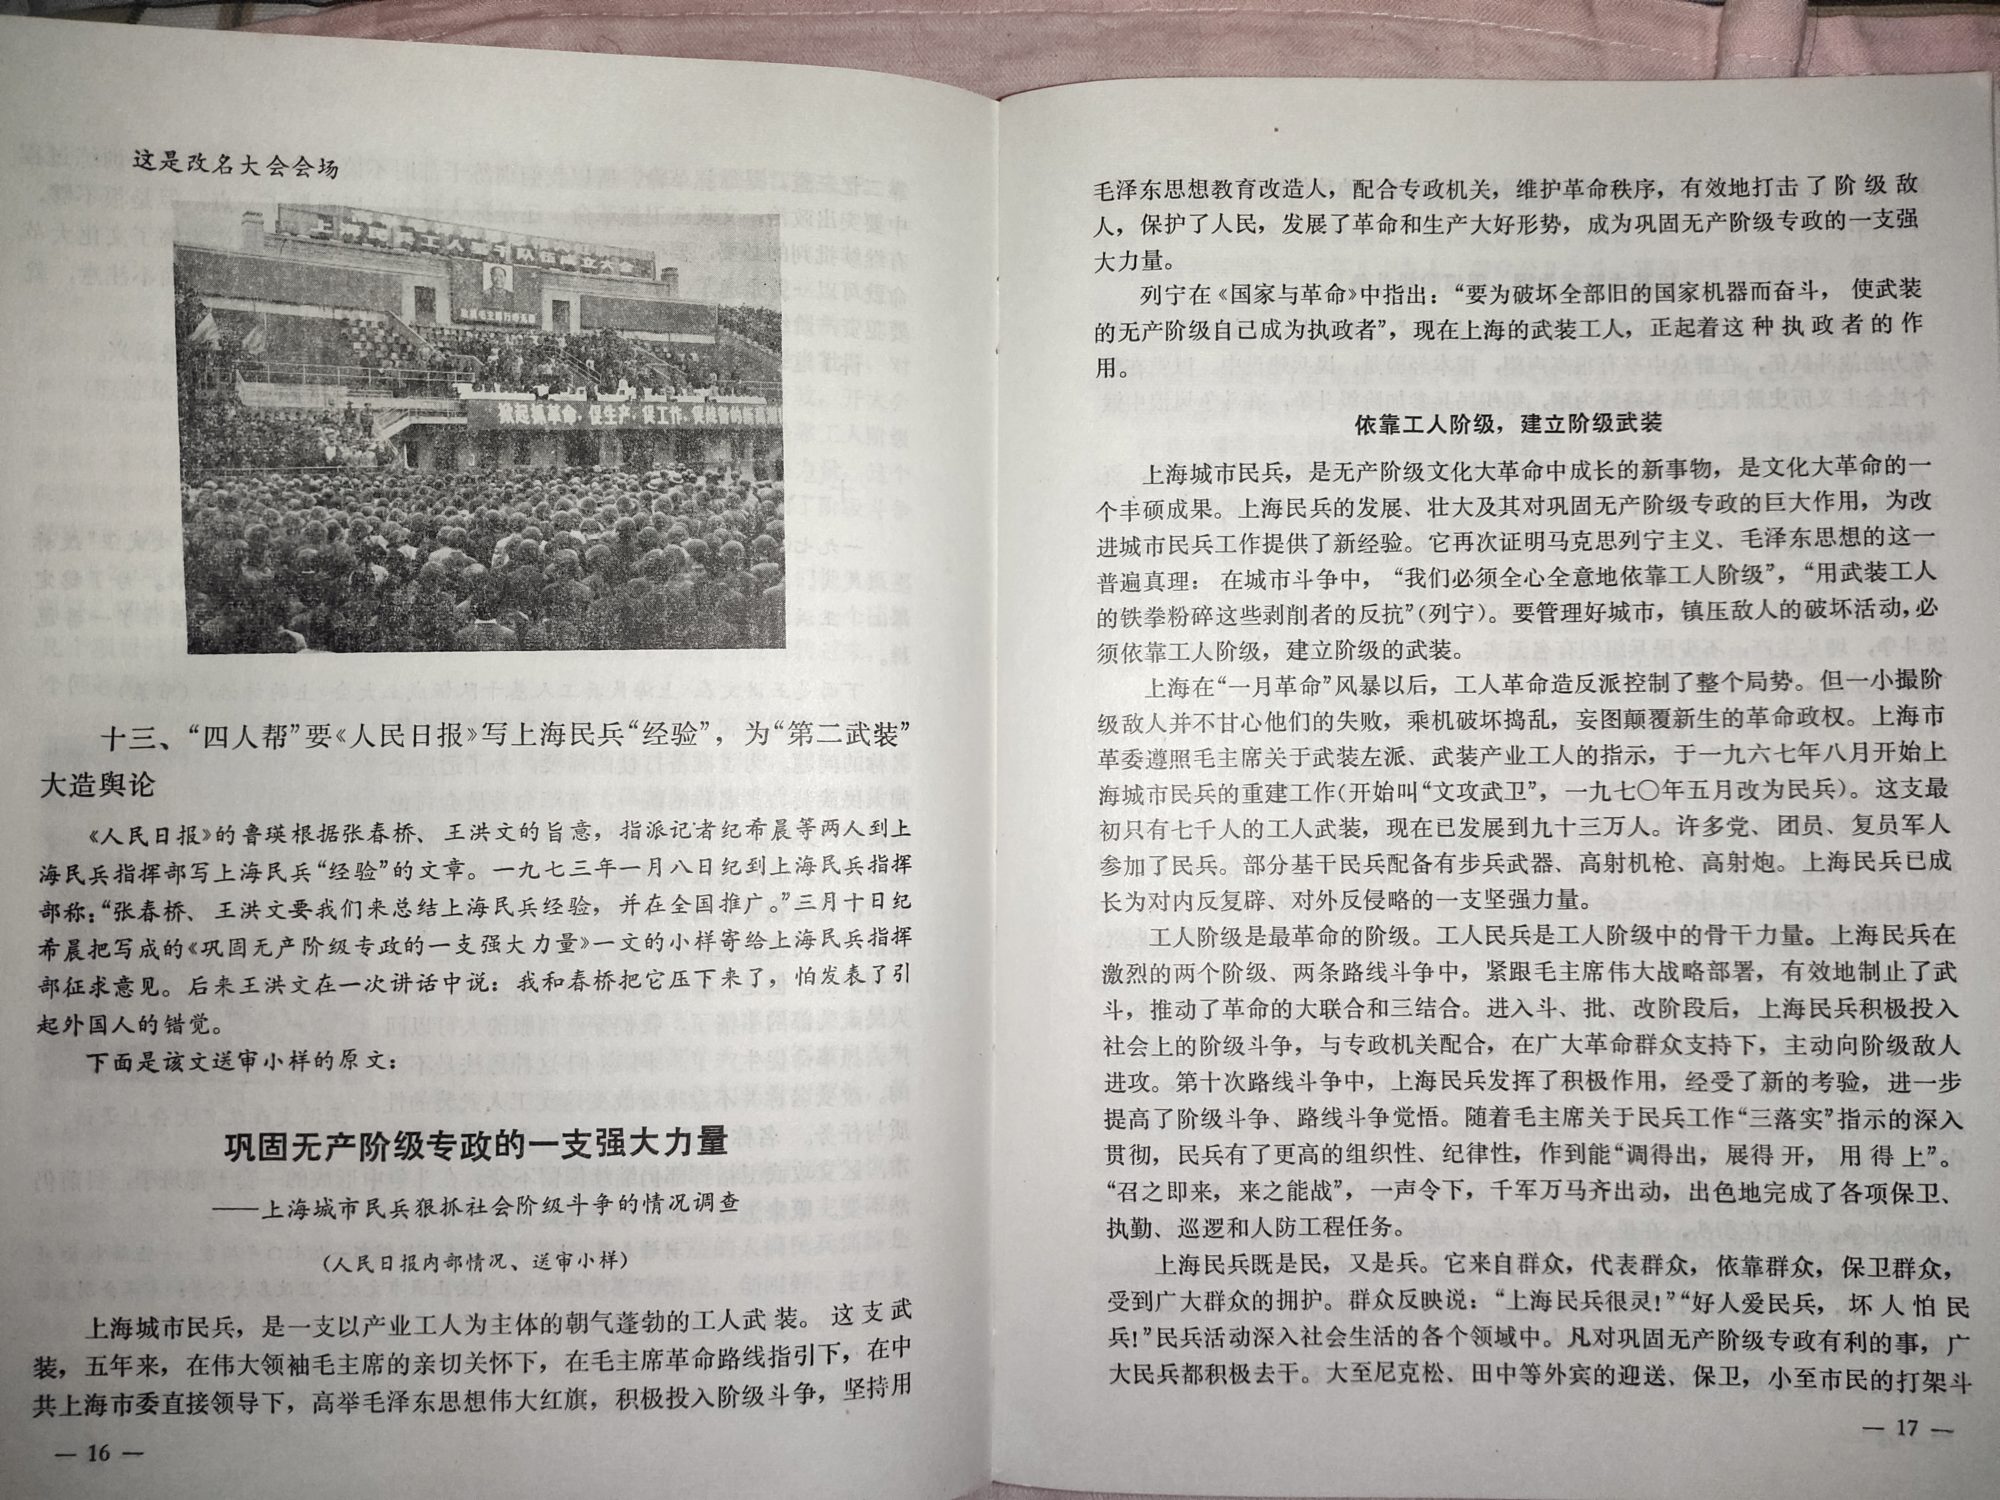 这是改名大会会场
抓起抓革命，促生产，促工作，
十三、“四人帮”要《人民日报》写上海民兵“经验”，为“第二武装”
大造舆论
《人民日报》的鲁瑛根据张春桥、王洪文的旨意，指派记者纪希晨等两人到上
海民兵指挥部写上海民兵“经验”的文章。一九七三年一月八日纪到上海民兵指挥
部称：“张春桥、王洪文要我们来总结上海民兵经验，并在全国推广。”三月十日纪
希晨把写成的《巩固无产阶级专政的一支强大力量》一文的小样寄给上海民兵指挥
部征求意见。后来王洪文在一次讲话中说：我和春桥把它压下来了，怕发表了引
起外国人的错觉。
下面是该文送审小样的原文：
巩固无产阶级专政的一支强大力量
——上海城市民兵狠抓社会阶级斗争的情况调查
（人民日报内部情况、送审小样）
上海城市民兵，是一支以产业工人为主体的朝气蓬勃的工人武装。这支武
装，五年来，在伟大领袖毛主席的亲切关怀下，在毛主席革命路线指引下，在中
共上海市委直接领导下，高举毛泽东思想伟大红旗，积极投入阶级斗争，坚持用
— 16 —
毛泽东思想教育改造人，配合专政机关，维护革命秩序，有效地打击了阶级敌
人，保护了人民，发展了革命和生产大好形势，成为巩固无产阶级专政的一支强
大力量。
列宁在《国家与革命》中指出：“要为破坏全部旧的国家机器而奋斗，使武装
的无产阶级自己成为执政者”，现在上海的武装工人，正起着这种执政者的作
用。
依靠工人阶级，建立阶级武装
上海城市民兵，是无产阶级文化大革命中成长的新事物，是文化大革命的一
个丰硕成果。上海民兵的发展、壮大及其对巩固无产阶级专政的巨大作用，为改
进城市民兵工作提供了新经验。它再次证明马克思列宁主义、毛泽东思想的这一
普遍真理：在城市斗争中，“我们必须全心全意地依靠工人阶级”，“用武装工人
的铁拳粉碎这些剥削者的反抗”（列宁）。要管理好城市，镇压敌人的破坏活动，必
须依靠工人阶级，建立阶级的武装。
上海在“一月革命”风暴以后，工人革命造反派控制了整个局势。但一小撮阶
级敌人并不甘心他们的失败，乘机破坏捣乱，妄图颠覆新生的革命政权。上海市
革委遵照毛主席关于武装左派、武装产业工人的指示，于一九六七年八月开始上
海城市民兵的重建工作（开始叫“文攻武卫”，一九七〇年五月改为民兵）。这支最
初只有七千人的工人武装，现在已发展到九十三万人。许多党、团员、复员军人
参加了民兵。部分基干民兵配备有步兵武器、高射机枪、高射炮。上海民兵已成
长为对内反复辟、对外反侵略的一支坚强力量。
工人阶级是最革命的阶级。工人民兵是工人阶级中的骨干力量。上海民兵在
激烈的两个阶级、两条路线斗争中，紧跟毛主席伟大战略部署，有效地制止了武
斗，推动了革命的大联合和三结合。进入斗、批、改阶段后，上海民兵积极投入
社会上的阶级斗争，与专政机关配合，在广大革命群众支持下，主动向阶级敌人
进攻。第十次路线斗争中，上海民兵发挥了积极作用，经受了新的考验，进一步
提高了阶级斗争、路线斗争觉悟。随着毛主席关于民兵工作“三落实”指示的深入
贯彻，民兵有了更高的组织性、纪律性，作到能“调得出，展得开，用得上”。
“召之即来，来之能战”，一声令下，千军万马齐出动，出色地完成了各项保卫、
执勤、巡逻和人防工程任务。
上海民兵既是民，又是兵。它来自群众，代表群众，依靠群众，保卫群众，
受到广大群众的拥护。群众反映说：“上海民兵很灵！”“好人爱民兵，坏人怕民
兵！”民兵活动深入社会生活的各个领域中。凡对巩固无产阶级专政有利的事，广
大民兵都积极去干。大至尼克松、田中等外宾的迎送、保卫，小至市民的打架斗
— 17 —